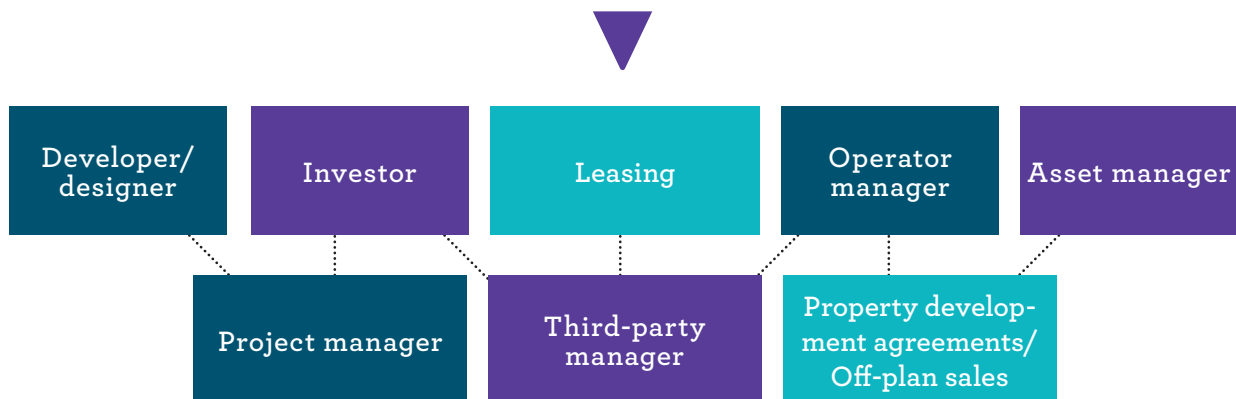 Developer/
designer
Investor
Leasing
Operator
manager
Asset manager
Project manager
Third-party
manager
Property develop-
ment agreements/
Off-plan sales